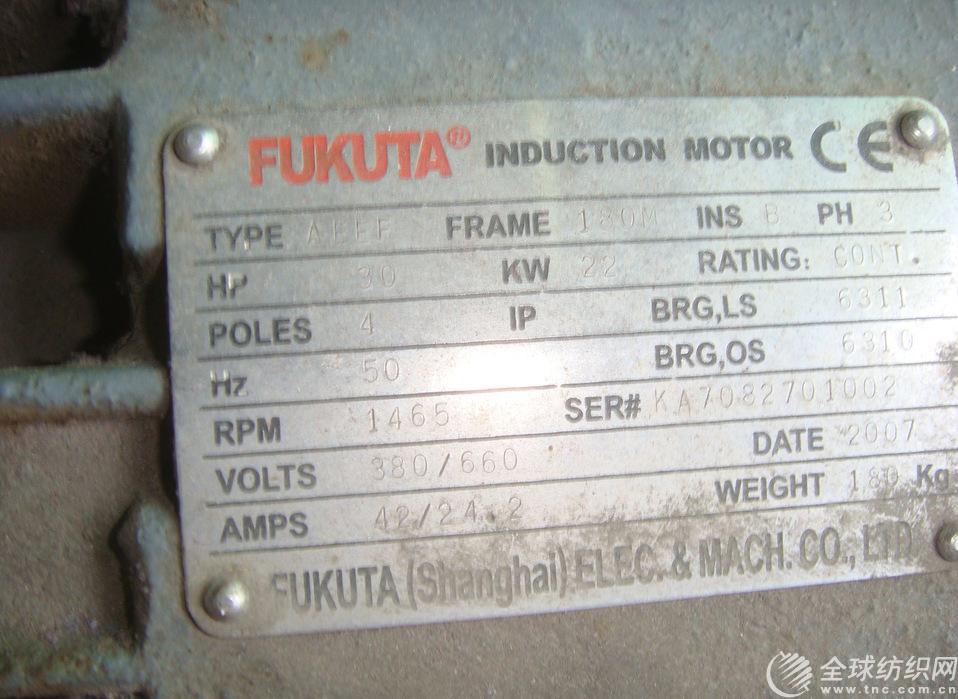 FUKUTA® INDUCTION MOTOR CE
TYPE AEEF FRAME 180M INS B PH 3
HP 30 KW 22 RATING: CONT.
POLES 4 IP BRG,LS 6311
Hz 50 BRG,OS 6310
RPM 1465 SER# KA7082701002
VOLTS 380/660 DATE 2007
AMPS 42/24.2 WEIGHT 180 Kg
FUKUTA (Shanghai) ELEC. & MACH. CO., LTD
全球纺织网
www.tnc.com.cn